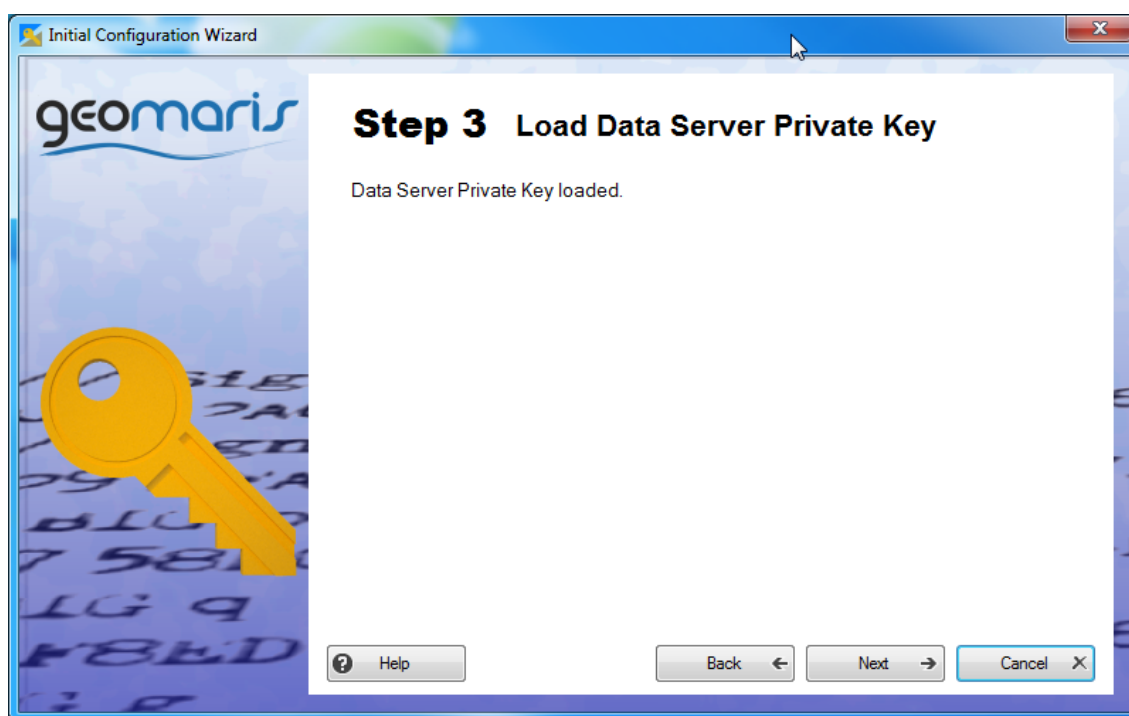 Initial Configuration Wizard
geomaris
Step 3 Load Data Server Private Key
Data Server Private Key loaded.
Help
Back
Next
Cancel